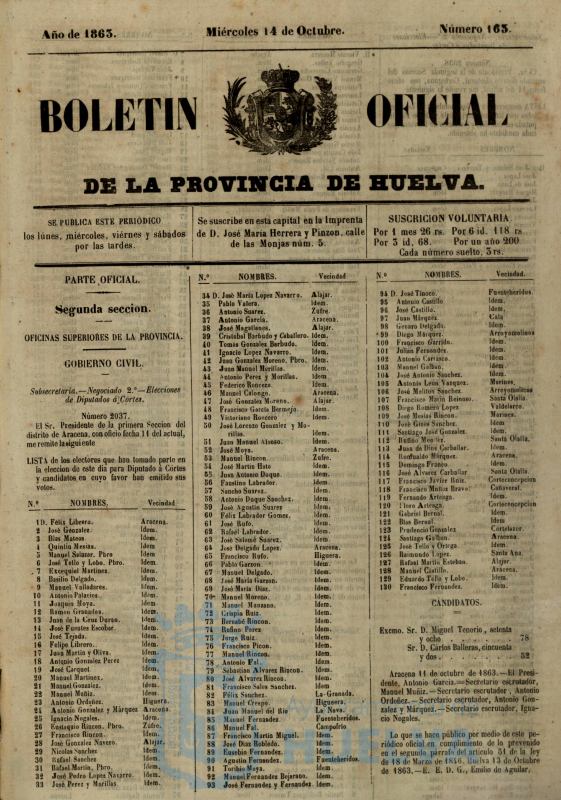 Año de 1863.
Miércoles 14 de Octubre.
Número 163.
BOLETIN OFICIAL
DE LA PROVINCIA DE HUELVA.
SE PUBLICA ESTE PERIÓDICO
los lúnes, miércoles, viérnes y sábados
por las tardes.
Se suscribe en esta capital en la Imprenta
de D. José María Herrera y Pinzon, calle
de las Monjas núm. 5.
SUSCRICION VOLUNTARIA
Por 1 mes 26 rs. Por 6 id. 118 rs
Por 3 id, 68. Por un año 200
Cada número suelto, 3 rs.
PARTE OFICIAL.
Segunda seccion.
OFICINAS SUPERIORES DE LA PROVINCIA.
GOBIERNO CIVIL.
Subsecretaría.—Negociado 2.°—Elecciones
de Diputados á Córtes.
Número 2037.
El Sr. Presidente de la primera Seccion del
distrito de Aracena, con oficio fecha 11 del actual,
me remite la siguiente
LISTA de los electores que han tomado parte en
la eleccion de este dia para Diputado á Córtes
y candidatos en cuyo favor han emitido sus
votos.
N.° NOMBRES. Veciudad
1 D. Félix Librera. Aracena.
2 José Gonzalez. Idem.
3 Blas Mateos Idem.
4 Quintin Mesías. Idem.
5 Manuel Salazar. Pbro Idem.
6 José Tello y Lobo. Pbro. Idem.
7 Exxequiel Martinez. Idem.
8 Basilio Delgado. Idem.
9 Manuel Valladares. Idem.
10 Antonio Palacios. Idem.
11 Joaquin Moya. Idem.
12 Ramon Granados. Idem.
13 Juan de la Cruz Duran. Idem.
14 José Fuentes Escobar. Idem.
15 José Tejada. Idem.
16 Felipe Librero. Idem.
17 Juan Martin y Oliva. Idem.
18 Antonio Gonzalez Perez Idem.
19 José Carquel Idem.
20 Manuel Martinez. Idem.
21 Manuel Gonzalez. Idem.
22 Manuel Muñiz. Idem.
23 Antonio Ordoñez. Higuera.
24 Antonio Gonzalez y Márquez Aracena.
25 Ignacio Nogales. Idem.
26 Eustoquio Rincon. Pbro. Zufre.
27 Francisco Rincon. Idem.
28 José Gonzalez Navero. Alajar.
29 Nicolas Sanchez Idem.
30 Rafael Sanchez Idem.
31 Rafael Martin, Pbro. Idem.
32 José Pedro Lopez Navarro. Idem.
33 José Perez y Marillas. Idem.
N.° NOMBRES. Veciudad
34 D. José María Lopez Navarro. Alajar.
35 Pablo Valera. Idem.
36 Antonio Suarez. Zufre.
37 Antonio García. Aracena.
38 José Magallanes. Alajar.
39 Cristobal Barbudo y Caballero. Idem.
40 Tomás Gonzalez Barbudo. Idem.
41 Ignacio Lopez Navarro. Idem.
42 Juan Gonzalez Moreno, Pbro. Idem.
43 Juan Manuel Morillas. Idem.
44 Antonio Perez y Morillas. Idem.
45 Federico Roncero. Idem.
46 Manuel Calonge. Aracena.
47 José Gonzalez Moreno. Alajar.
48 Francisco García Bermejo. Idem.
49 Victoriano Roncero Idem.
50 José Lorenzo Gonzalez y Mo-
rillas. Idem.
51 Juan Manuel Alonso. Idem.
52 José Moya. Aracena.
53 Manuel Rincon. Zufre.
54 José Martin Hato Idem.
55 Juan Antonio Duque. Idem.
56 Faustino Labrador. Idem.
57 Sancho Suarez. Idem.
58 Antonio Duque Sanchez. Idem.
59 José Agustin Suarez Idem.
60 Félix Labrador Gomez. Idem.
61 José Rufo. Idem.
62 Rafael Labrador. Idem.
63 José Salomé Suarez. Idem.
64 José Delgado Lopez. Aracena.
65 Francisco Rufo. Higuera.
66 Pablo Garzon. Idem.
67 Manuel Delgado. Idem.
68 José María Garzon. Idem.
69 José María Diaz. Idem.
70 Manuel Moreno. Idem.
71 Manuel Manzano. Idem.
72 Crispin Ruiz. Idem.
73 Bernabé Rincon. Idem.
74 Rufino Perez Idem.
75 Jorge Ruiz. Idem.
76 Francisco Picon. Idem.
77 Manuel Rincon. Idem.
78 Antonio Fal. Idem.
79 Sebastian Alvarez Rincon. Idem.
80 José Alvarez Rincon. Idem.
81 Francisco Sales Sanchez. Idem.
82 Félix Sanchez. La Granada.
83 Manuel Crespo. Higuera.
84 Juan Manuel del Rio La Nava.
85 Manuel Fernandez Fuenteheridos.
86 Manuel Fal. Campofrio
87 Francisco Martin Miguel. Idem.
88 José Diaz Robledo. Idem.
89 Eusebio Fernandez. Idem.
90 Agustin Fernandez. Fuenteheridos.
91 Toribio Moya. Idem.
92 Manuel Fernandez Bejarano. Idem.
93 José Fernandez y Fernandez. Idem.
N.° NOMBRES. Veciudad.
94 D. José Tinoco. Fuenteheridos.
95 Antonio Castillo Idem.
96 José Castillo. Idem.
97 Juan Márquez Cala
98 Genaro Delgado. Idem.
99 Diego Márquez. Arroyomolinos
100 Francisco Garrido. Idem.
101 Julian Fernandez. Idem.
102 Antonio Carrasco. Idem.
103 Manuel Galban. Idem.
104 José Antonio Sanchez. Idem.
105 Antonio Leon Vazquez. Marines.
106 José Molinos Sanchez. Arroyomolinos
107 Francisco Marin Reinoso. Santa Olalla.
108 Diego Romero Lopez Valdelarco.
109 José Mesías Rincon. Marines.
110 José Ginés Sanchez. Idem.
111 Santiago José Gonzalez. Idem.
112 Rufino Montiel. Santa Olalla.
113 Juan de Dios Carballar. Idem.
114 Romualdo Márquez. Aracena.
115 Domingo Franco. Idem.
116 José Alvarez Carballar Santa Olalla.
117 Francisco Javier Ruiz. Corteconcepcion
118 Francisco Muñoz Bravo. Cañaveral.
119 Fernando Arteaga. Idem.
120 Idoro Arteaga. Corteconcepcion
121 Gabriel Bernal. Idem.
122 Blas Bernal Idem.
123 Prudencio Gonzalez Cortelazor.
124 Santiago Galban. Aracena.
125 José Tello y Ortega Idem.
126 Raimundo Lopez. Santa Ana.
127 Rafael Martin Esteban. Alajar.
128 Manuel Castillo. Aracena.
129 Eduardo Tello y Lobo. Idem.
130 Francisco Fernandez. Idem.
CANDIDATOS.
Excmo. Sr. D. Miguel Tenorio, setenta
y ocho 78
Sr. D. Cárlos Balleras, cincuenta
y dos 52
Aracena 11 de octubre de 1863.—El Presi-
dente, Antonio García.—Secretario escrutador,
Manuel Muñiz.—Secretario escrutador, Antonio
Ordoñez.—Secretario escrutador, Antonio Gon-
zalez y Márquez.—Secretario escrutador, Igna-
cio Nogales.
Lo que se hace público por medio de este pe-
riódico oficial en cumplimiento de lo prevenido
en el segundo párrafo del artículo 51 de la ley
de 18 de Marzo de 1846. Huelva 13 de Octubre
de 1863.—E. E. D. G., Emilio de Aguilar.